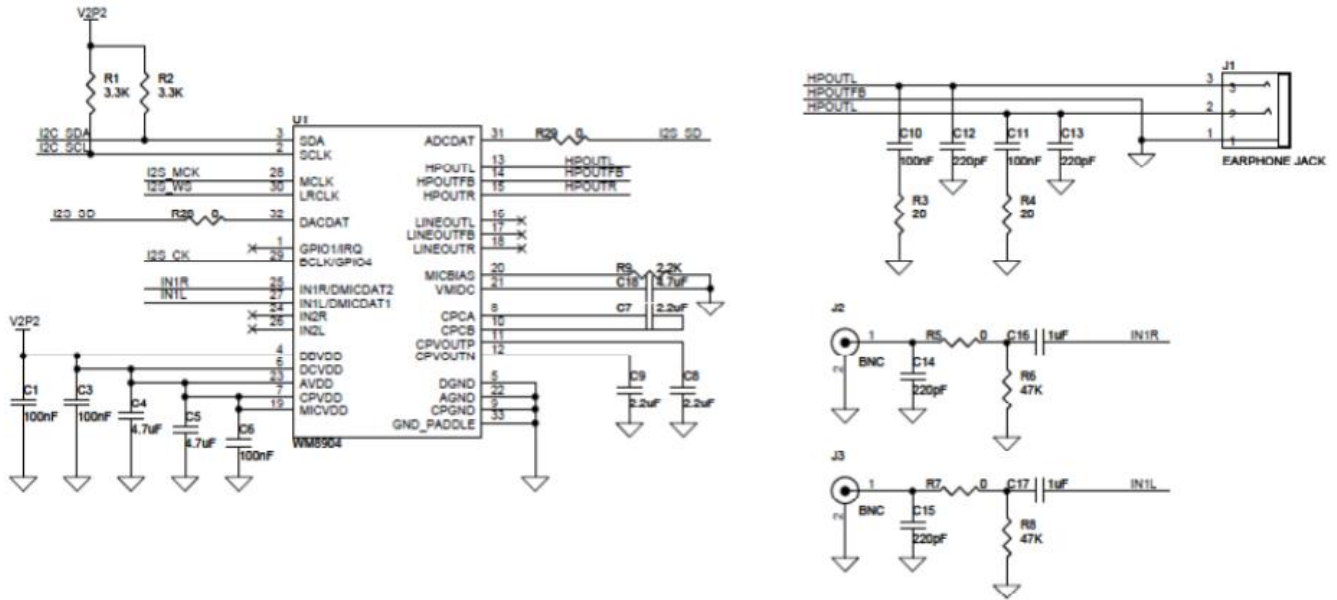 V2P2
R1
3.3K
R2
3.3K
U1
I2C_SDA
3
SDA
I2C_SCL
2
SCLK
I2S_MCK
28
MCLK
I2S_WS
30
LRCLK
I2S_SD
R28
0
32
DACDAT
1
GPIO1/IRQ
I2S_CK
29
BCLK/GPIO4
IN1R
25
IN1R/DMICDAT2
IN1L
27
IN1L/DMICDAT1
24
IN2R
26
IN2L
V2P2
4
DBVDD
6
DCVDD
23
AVDD
7
CPVDD
19
MICVDD
C1
100nF
C3
100nF
C4
4.7uF
C5
4.7uF
C6
100nF
WM8904
ADCDAT
31
R29
0
I2S_SD
HPOUTL
13
HPOUTL
HPOUTFB
14
HPOUTFB
HPOUTR
15
HPOUTR
LINEOUTL
16
LINEOUTFB
17
LINEOUTR
18
MICBIAS
20
R9
2.2K
VMIDC
21
C18
4.7uF
CPCA
8
C7
2.2uF
CPCB
10
CPVOUTP
11
CPVOUTN
12
C9
2.2uF
C8
2.2uF
DGND
5
AGND
22
CPGND
9
GND_PADDLE
33
J1
HPOUTL
3
3
HPOUTFB
HPOUTL
2
2
1
1
EARPHONE JACK
C10
100nF
C12
220pF
C11
100nF
C13
220pF
R3
20
R4
20
J2
1
2
BNC
C14
220pF
R5
0
C16
1uF
IN1R
R6
47K
J3
1
2
BNC
C15
220pF
R7
0
C17
1uF
IN1L
R8
47K